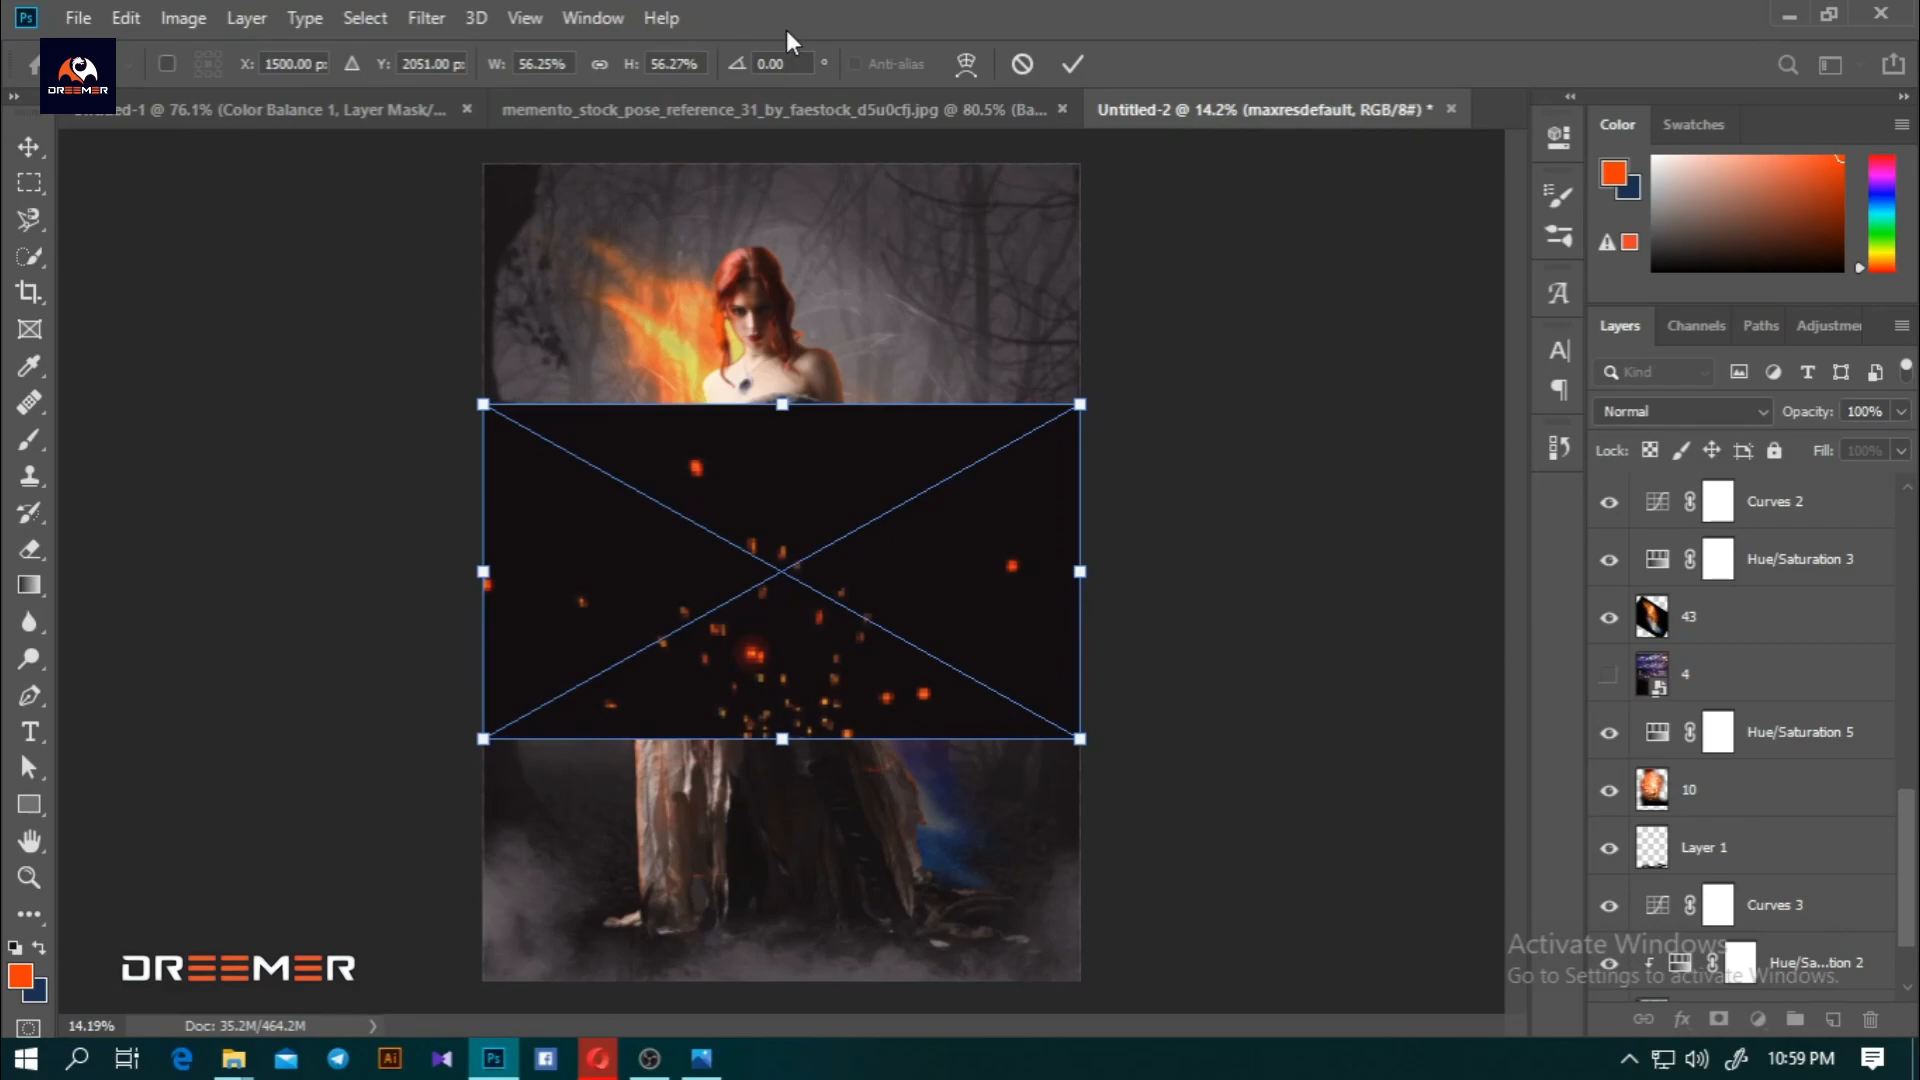 Ps File Edit Image Layer Type Select Filter 3D View Window Help
DREEMER
X: 1500.00 p: Y: 2051.00 p: W: 56.25% H: 56.27% 0.00 ° Anti-alias
Untitled-1 @ 76.1% (Color Balance 1, Layer Mask/... ×
memento_stock_pose_reference_31_by_faestock_d5u0cfj.jpg @ 80.5% (Ba... ×
Untitled-2 @ 14.2% (maxresdefault, RGB/8#) * ×
Color Swatches
Layers Channels Paths Adjustme
Kind
Normal Opacity: 100%
Lock: Fill: 100%
Curves 2
Hue/Saturation 3
43
4
Hue/Saturation 5
10
Layer 1
Curves 3
Hue/Sa...tion 2
Activate Windows
Go to Settings to activate Windows.
DREEMER
14.19% Doc: 35.2M/464.2M
Ai Ps
10:59 PM